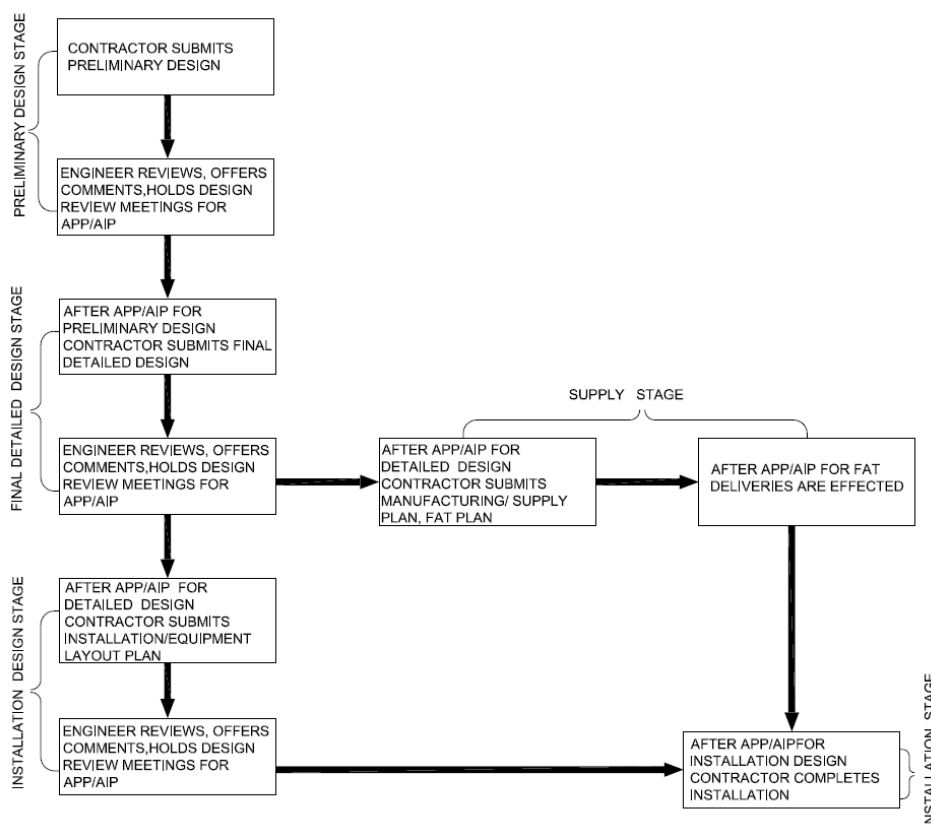 PRELIMINARY DESIGN STAGE
CONTRACTOR SUBMITS
PRELIMINARY DESIGN
ENGINEER REVIEWS, OFFERS
COMMENTS,HOLDS DESIGN
REVIEW MEETINGS FOR
APP/AIP
FINAL DETAILED DESIGN STAGE
AFTER APP/AIP FOR
PRELIMINARY DESIGN
CONTRACTOR SUBMITS FINAL
DETAILED DESIGN
ENGINEER REVIEWS, OFFERS
COMMENTS,HOLDS DESIGN
REVIEW MEETINGS FOR
APP/AIP
SUPPLY STAGE
AFTER APP/AIP FOR
DETAILED DESIGN
CONTRACTOR SUBMITS
MANUFACTURING/ SUPPLY
PLAN, FAT PLAN
AFTER APP/AIP FOR FAT
DELIVERIES ARE EFFECTED
INSTALLATION DESIGN STAGE
AFTER APP/AIP FOR
DETAILED DESIGN
CONTRACTOR SUBMITS
INSTALLATION/EQUIPMENT
LAYOUT PLAN
ENGINEER REVIEWS, OFFERS
COMMENTS,HOLDS DESIGN
REVIEW MEETINGS FOR
APP/AIP
AFTER APP/AIPFOR
INSTALLATION DESIGN
CONTRACTOR COMPLETES
INSTALLATION
NSTALLATION STAGE